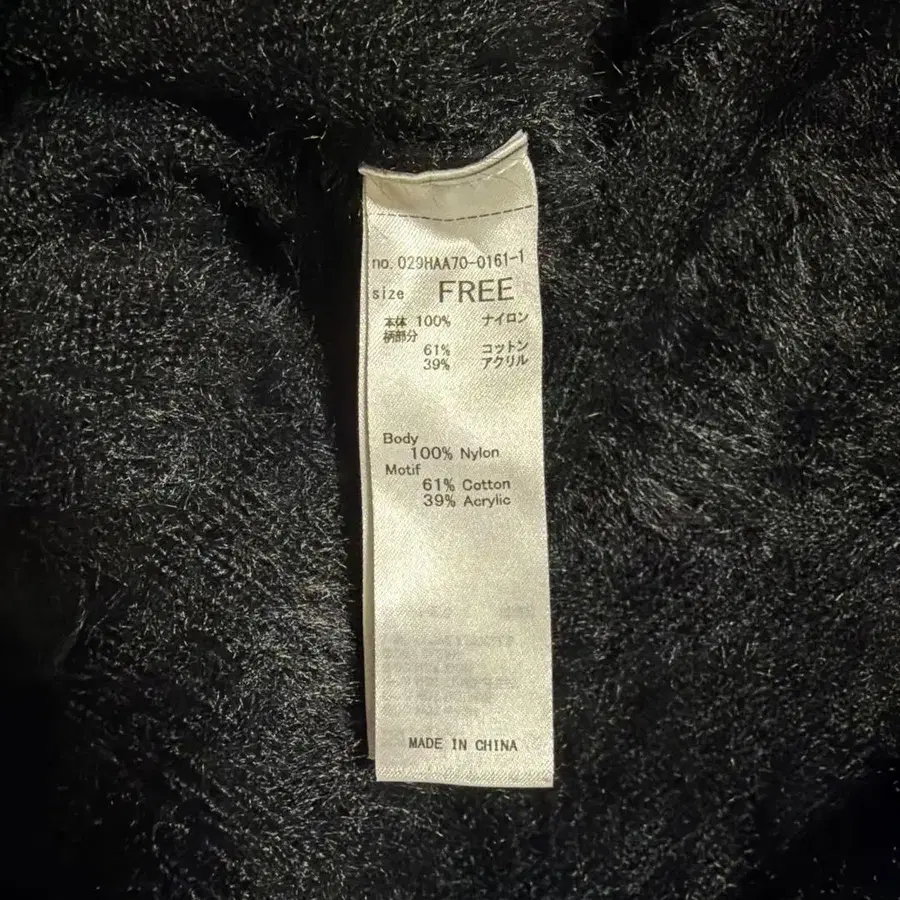 no. 029HAA70-0161-1
size FREE
本体 100% ナイロン
柄部分
61% コットン
39% アクリル
Body
100% Nylon
Motif
61% Cotton
39% Acrylic
MADE IN CHINA